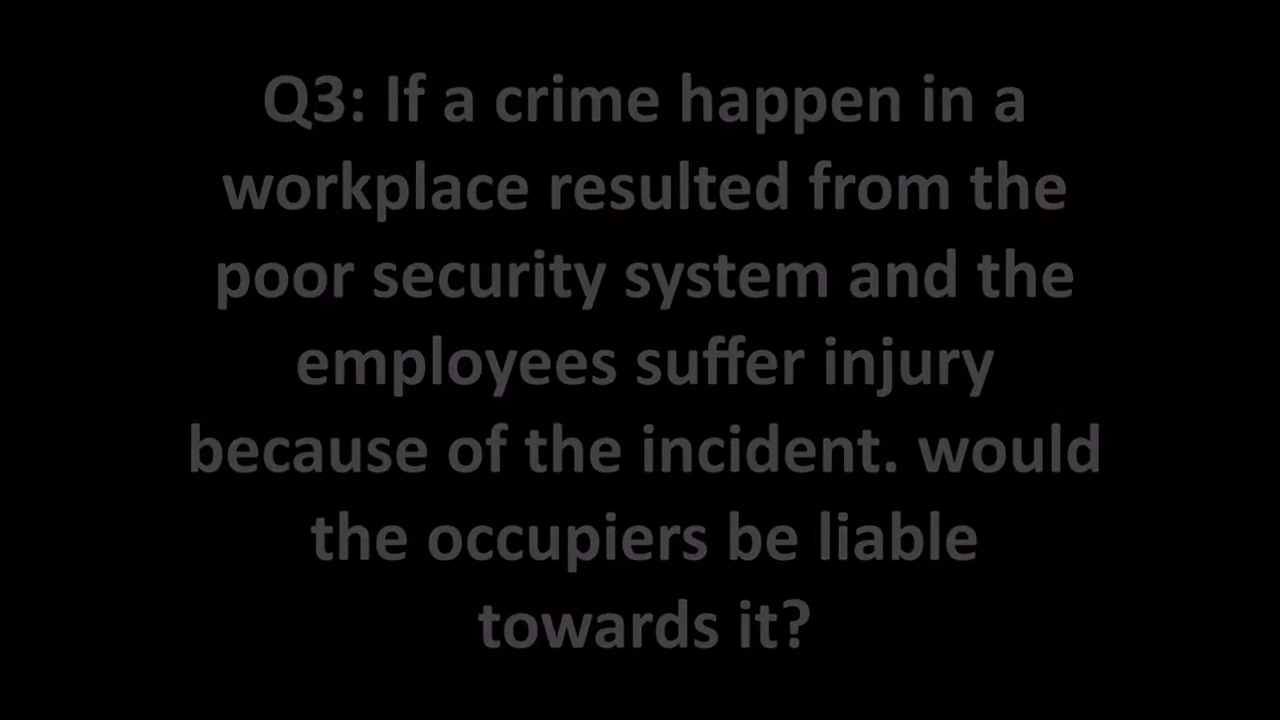 Q3: If a crime happen in a
workplace resulted from the
poor security system and the
employees suffer injury
because of the incident. would
the occupiers be liable
towards it?